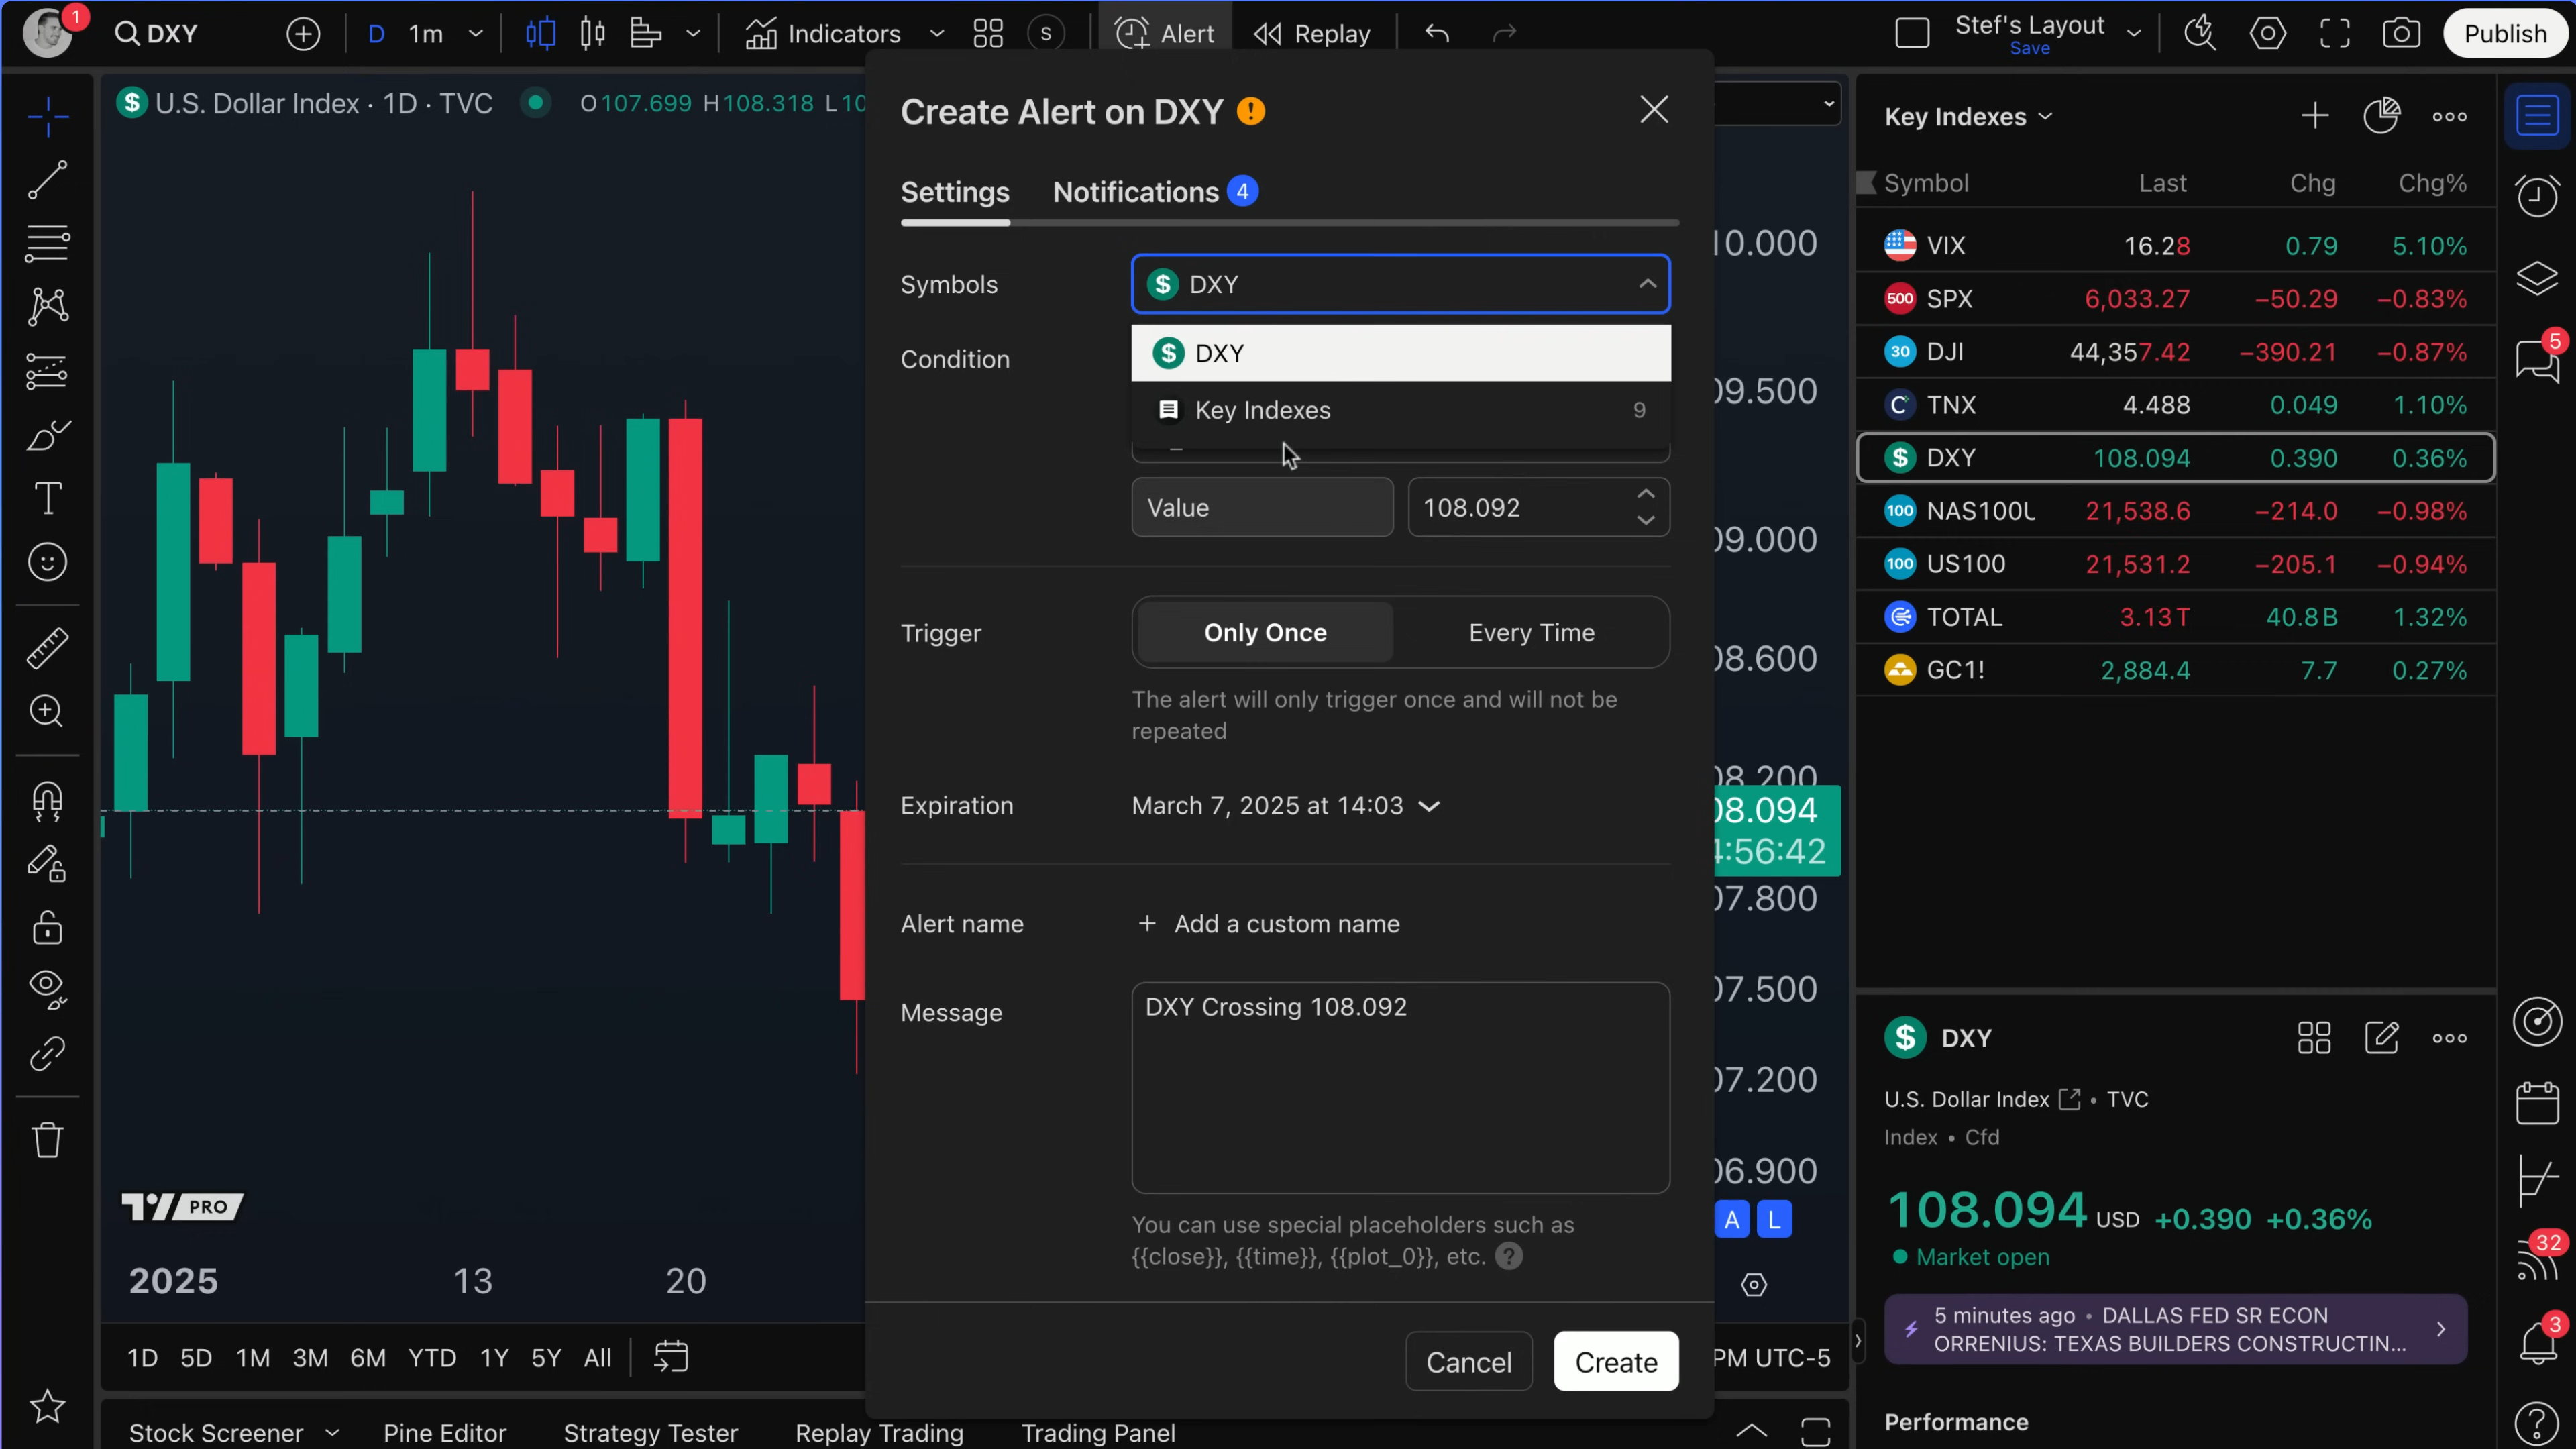 1
DXY
D
1m
Indicators
S
Alert
Replay
Stef's Layout
Save
Publish
$ U.S. Dollar Index · 1D · TVC
O107.699 H108.318 L10
Create Alert on DXY !
Settings
Notifications 4
Symbols
$ DXY
$ DXY
Key Indexes 9
Condition
Value
108.092
Trigger
Only Once
Every Time
The alert will only trigger once and will not be
repeated
Expiration
March 7, 2025 at 14:03
Alert name
+ Add a custom name
Message
DXY Crossing 108.092
You can use special placeholders such as
{{close}}, {{time}}, {{plot_0}}, etc. ?
Cancel
Create
10.000
09.500
09.000
08.600
08.200
08.094
4:56:42
07.800
07.500
07.200
06.900
A L
PRO
2025
13
20
1D 5D 1M 3M 6M YTD 1Y 5Y All
PM UTC-5
Stock Screener
Pine Editor
Strategy Tester
Replay Trading
Trading Panel
Key Indexes
Symbol Last Chg Chg%
VIX 16.28 0.79 5.10%
500 SPX 6,033.27 −50.29 −0.83%
30 DJI 44,357.42 −390.21 −0.87%
C TNX 4.488 0.049 1.10%
$ DXY 108.094 0.390 0.36%
100 NAS100U 21,538.6 −214.0 −0.98%
100 US100 21,531.2 −205.1 −0.94%
TOTAL 3.13 T 40.8 B 1.32%
GC1! 2,884.4 7.7 0.27%
$ DXY
U.S. Dollar Index • TVC
Index • Cfd
108.094 USD +0.390 +0.36%
Market open
5 minutes ago • DALLAS FED SR ECON
ORRENIUS: TEXAS BUILDERS CONSTRUCTIN...
Performance
5
32
3